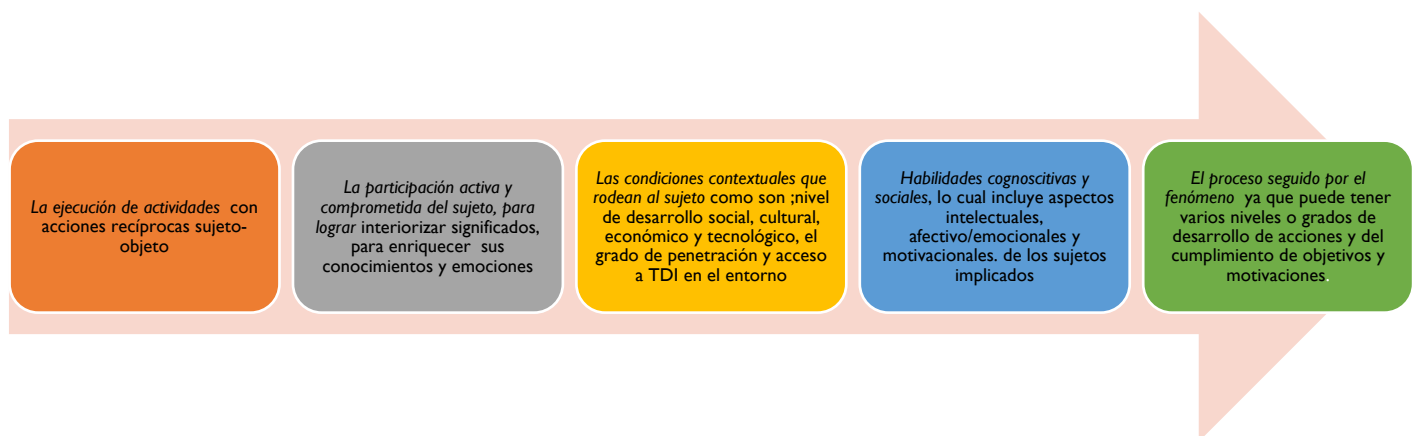 La ejecución de actividades con
acciones recíprocas sujeto-
objeto
La participación activa y
comprometida del sujeto, para
lograr interiorizar significados,
para enriquecer sus
conocimientos y emociones
Las condiciones contextuales que
rodean al sujeto como son ;nivel
de desarrollo social, cultural,
económico y tecnológico, el
grado de penetración y acceso
a TDI en el entorno
Habilidades cognoscitivas y
sociales, lo cual incluye aspectos
intelectuales,
afectivo/emocionales y
motivacionales. de los sujetos
implicados
El proceso seguido por el
fenómeno ya que puede tener
varios niveles o grados de
desarrollo de acciones y del
cumplimiento de objetivos y
motivaciones.